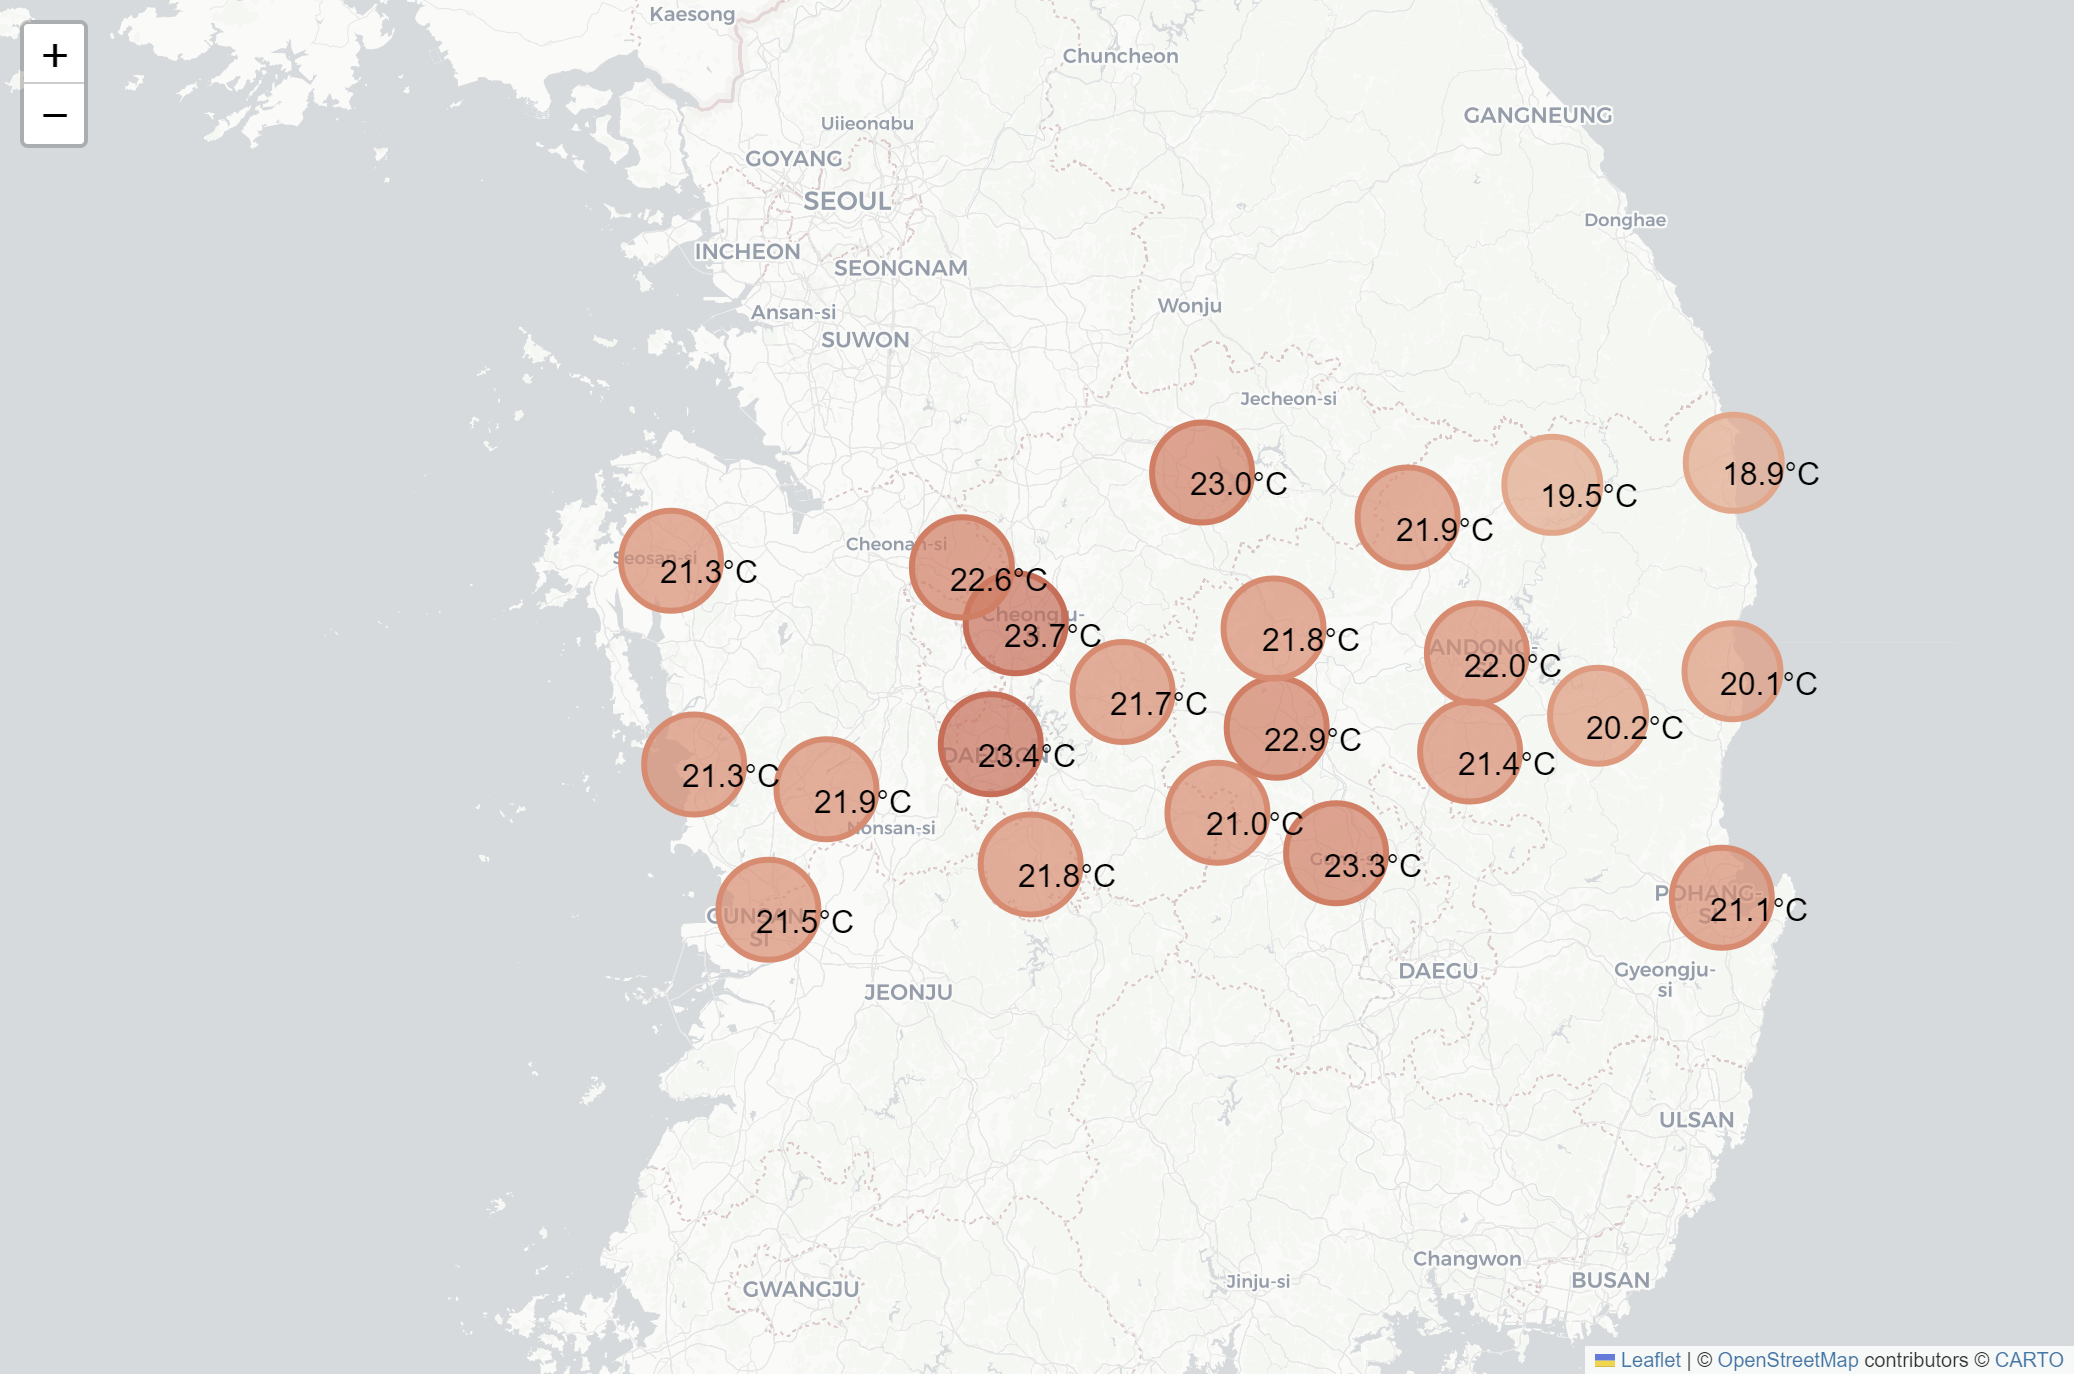 +
−
Kaesong
Chuncheon
GANGNEUNG
Uijeongbu
GOYANG
SEOUL
Donghae
INCHEON
SEONGNAM
Wonju
Ansan-si
SUWON
Jecheon-si
18.9°C
23.0°C
19.5°C
21.9°C
Cheonan-si
Seosan-si
21.3°C
22.6°C
Cheongju-
23.7°C
21.8°C
ANDONG-
22.0°C
20.1°C
21.7°C
20.2°C
22.9°C
DAEJEON
23.4°C
21.4°C
21.3°C
21.9°C
Nonsan-si
21.0°C
23.3°C
21.8°C
POHANG-
SI
21.1°C
GUNSAN-
SI
21.5°C
DAEGU
Gyeongju-
si
JEONJU
ULSAN
Changwon
BUSAN
Jinju-si
GWANGJU
Leaflet | © OpenStreetMap contributors © CARTO